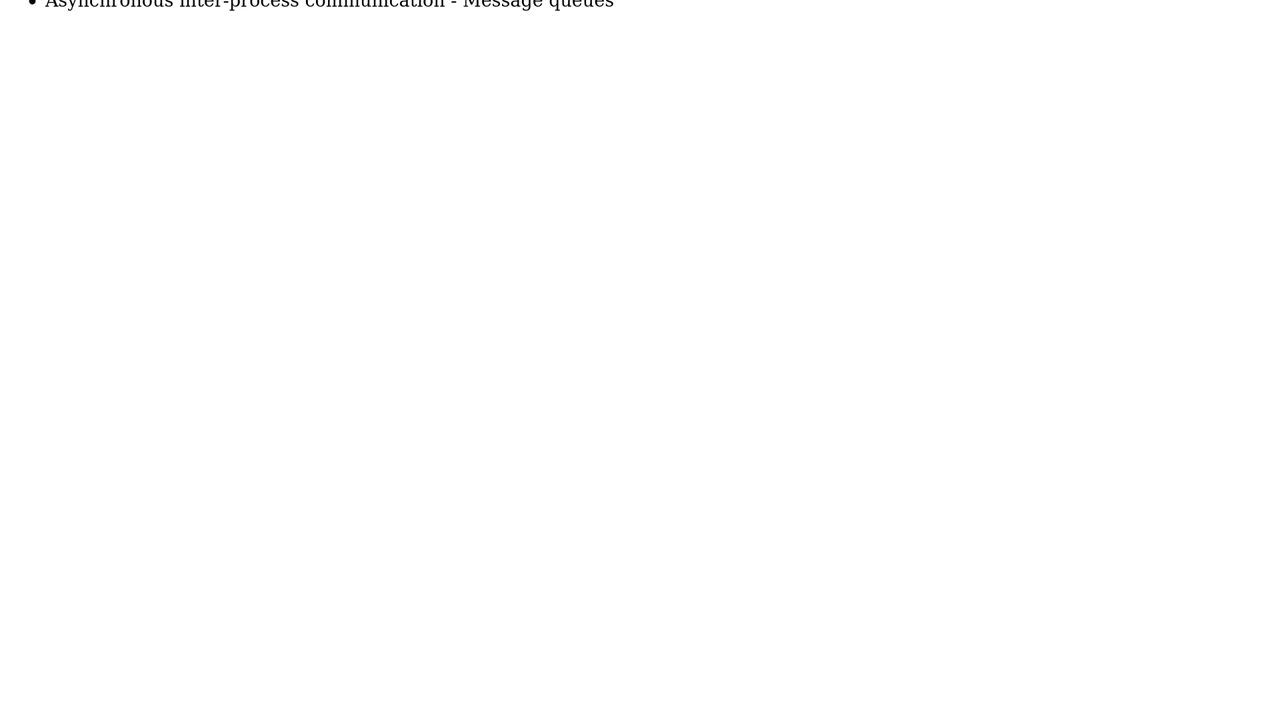 • Asynchronous inter-process communication - Message queues